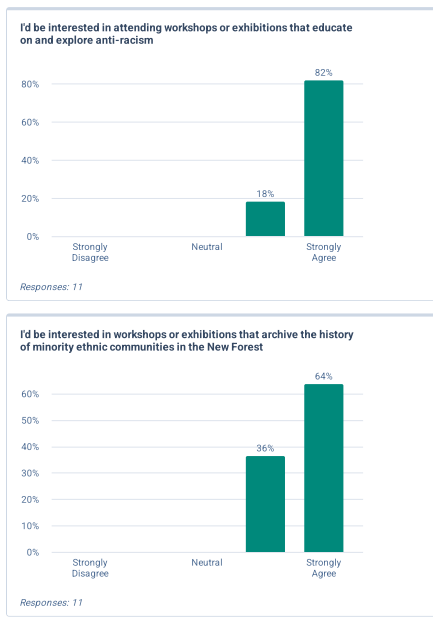 I'd be interested in attending workshops or exhibitions that educate
on and explore anti-racism
82%
80%
60%
40%
18%
20%
0%
Strongly Disagree
Neutral
Strongly Agree
Responses: 11
I'd be interested in workshops or exhibitions that archive the history
of minority ethnic communities in the New Forest
64%
60%
50%
36%
40%
30%
20%
10%
0%
Strongly Disagree
Neutral
Strongly Agree
Responses: 11